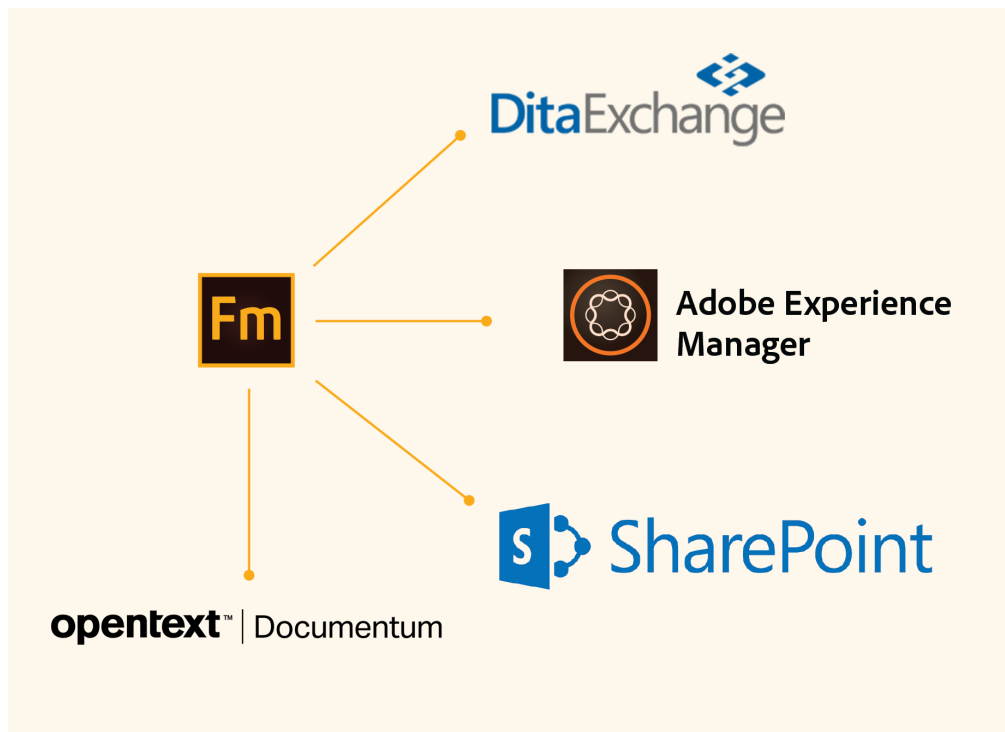 DitaExchange
Fm
Adobe Experience
Manager
S SharePoint
opentext™ | Documentum